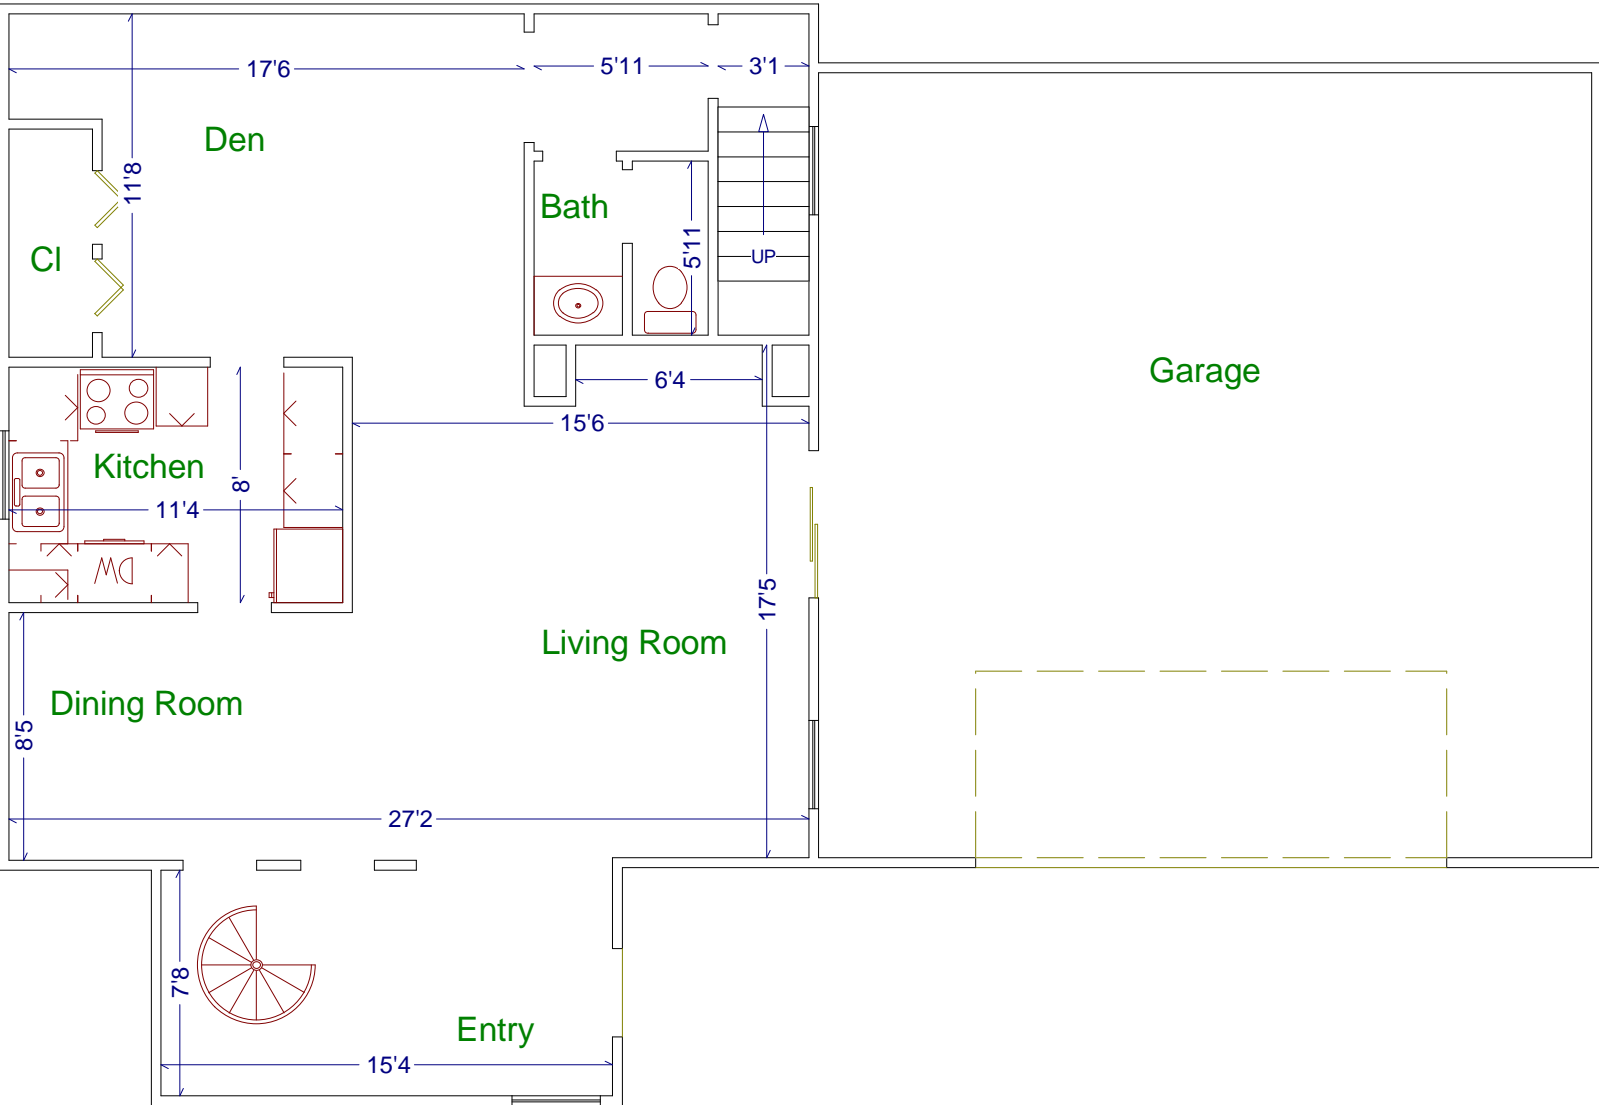 17'6
5'11
3'1
Den
11'8
Bath
5'11
Cl
UP
Garage
6'4
15'6
Kitchen
8'
11'4
DW
17'5
Living Room
Dining Room
8'5
27'2
7'8
Entry
15'4